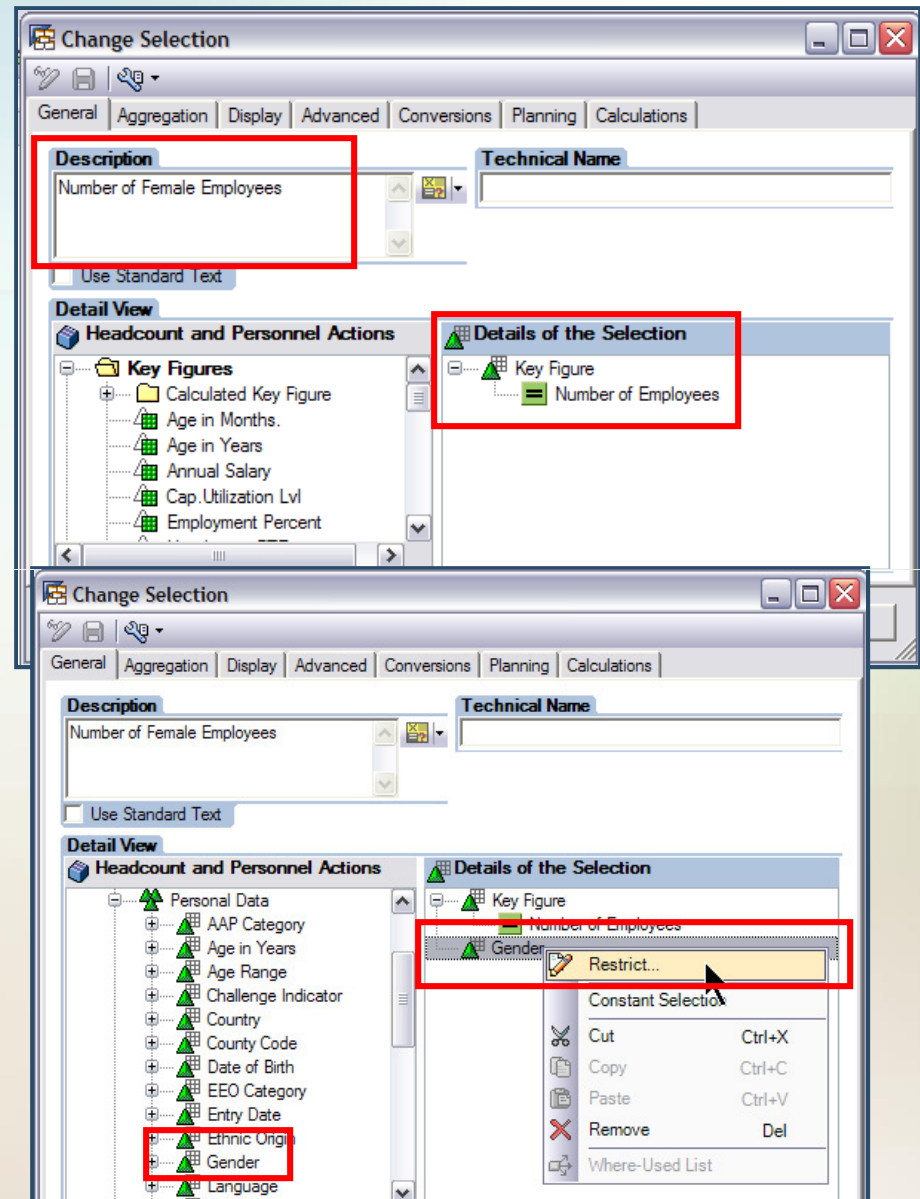 Change Selection
General Aggregation Display Advanced Conversions Planning Calculations
Description
Technical Name
Number of Female Employees
Use Standard Text
Detail View
Headcount and Personnel Actions
Details of the Selection
Key Figures
Key Figure
Calculated Key Figure
Number of Employees
Age in Months.
Age in Years
Annual Salary
Cap.Utilization Lvl
Employment Percent
Change Selection
General Aggregation Display Advanced Conversions Planning Calculations
Description
Technical Name
Number of Female Employees
Use Standard Text
Detail View
Headcount and Personnel Actions
Details of the Selection
Personal Data
Key Figure
AAP Category
Number of Employees
Age in Years
Gender
Age Range
Restrict...
Challenge Indicator
Constant Selection
Country
County Code
Cut Ctrl+X
Date of Birth
Copy Ctrl+C
EEO Category
Paste Ctrl+V
Entry Date
Ethnic Origin
Remove Del
Gender
Where-Used List
Language